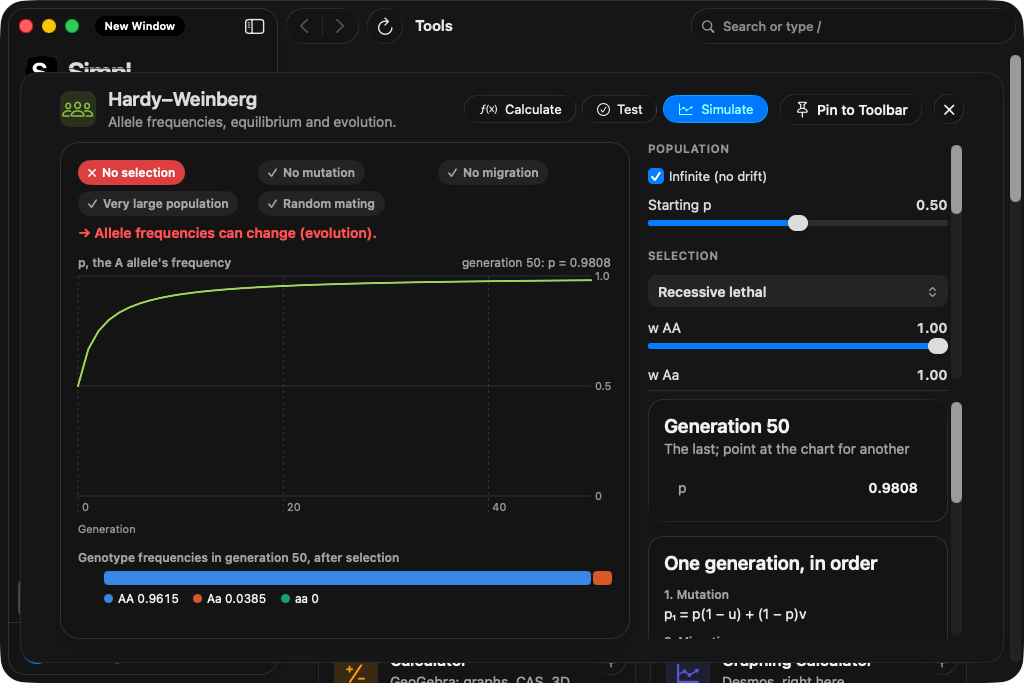 New Window
Tools
Search or type /
Simpl
Hardy–Weinberg
Allele frequencies, equilibrium and evolution.
f(x) Calculate
Test
Simulate
Pin to Toolbar
No selection
No mutation
No migration
Very large population
Random mating
→ Allele frequencies can change (evolution).
p, the A allele's frequency
generation 50: p = 0.9808
1.0
0.5
0
0
20
40
Generation
Genotype frequencies in generation 50, after selection
AA 0.9615
Aa 0.0385
aa 0
POPULATION
Infinite (no drift)
Starting p
0.50
SELECTION
Recessive lethal
w AA
1.00
w Aa
1.00
Generation 50
The last; point at the chart for another
p
0.9808
One generation, in order
1. Mutation
p₁ = p(1 – u) + (1 – p)v
2. Migration
Calculator
GeoGebra: graphs, CAS, 3D
Graphing Calculator
Desmos, right here